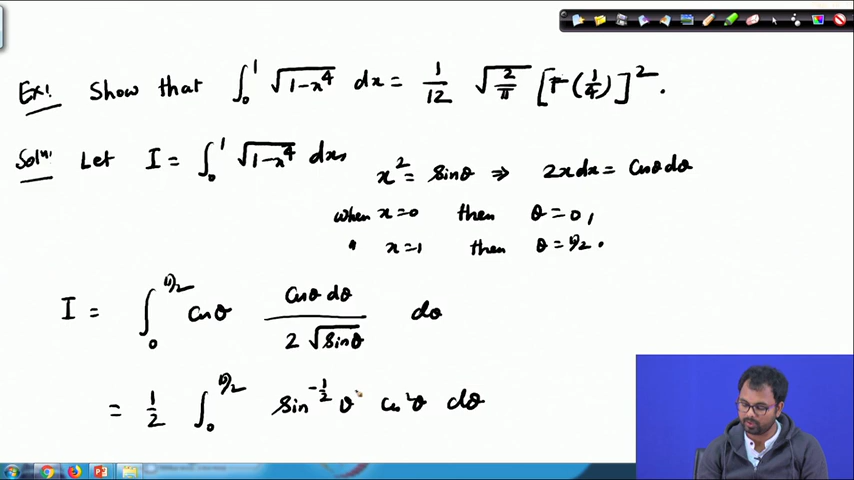 Ex: Show that ∫₀¹ √(1-x⁴) dx = 1/12 √(2/π) [Γ(1/4)]².
Soln: Let I = ∫₀¹ √(1-x⁴) dx,
x² = sinθ ⇒ 2x dx = cosθ dθ
when x=0 then θ=0,
" x=1 then θ=π/2.
I = ∫₀^{π/2} cosθ (cosθ dθ)/(2√(sinθ)) dθ
= 1/2 ∫₀^{π/2} sin^{-1/2} θ cos²θ dθ